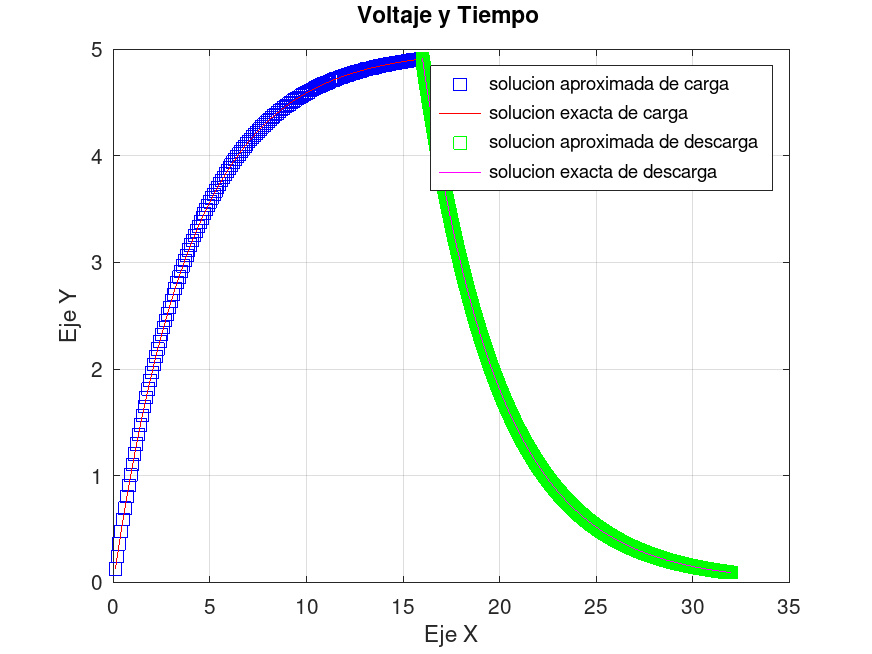 Voltaje y Tiempo
5
4
3
2
1
0
Eje Y
solucion aproximada de carga
solucion exacta de carga
solucion aproximada de descarga
solucion exacta de descarga
0 5 10 15 20 25 30 35
Eje X